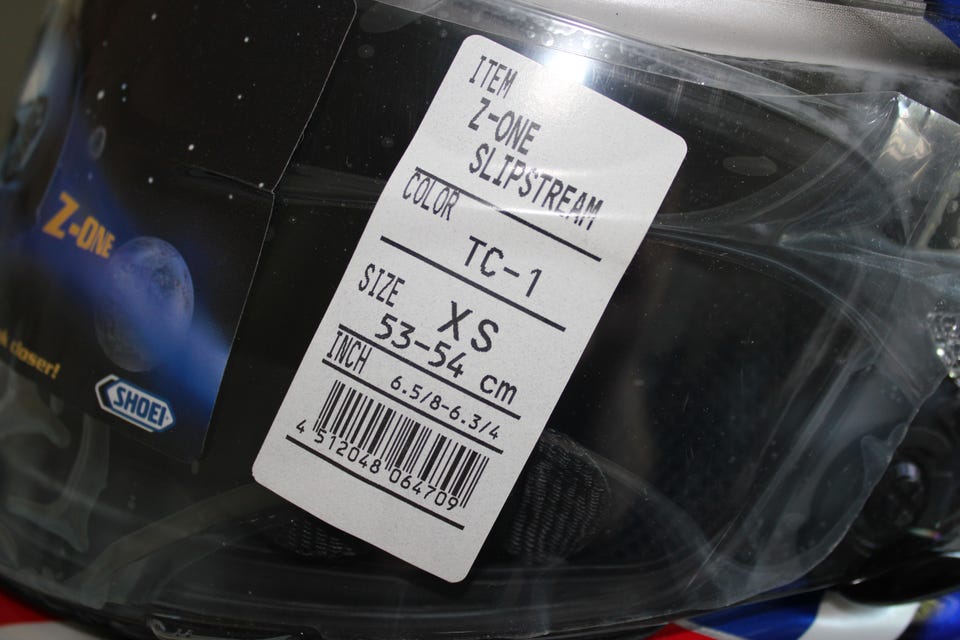 ITEM
Z-ONE
SLIPSTREAM
COLOR
TC-1
SIZE
XS
53-54 cm
INCH
6.5/8-6.3/4
4 512048 064709
Z-ONE
closer!
SHOEI